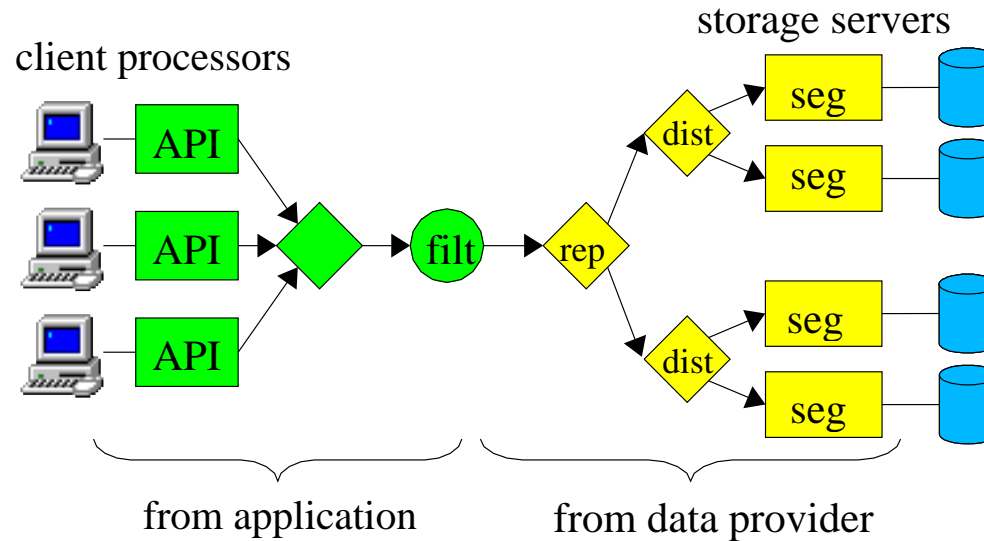 storage servers
client processors
API
API
API
filt
rep
dist
dist
seg
seg
seg
seg
from application
from data provider